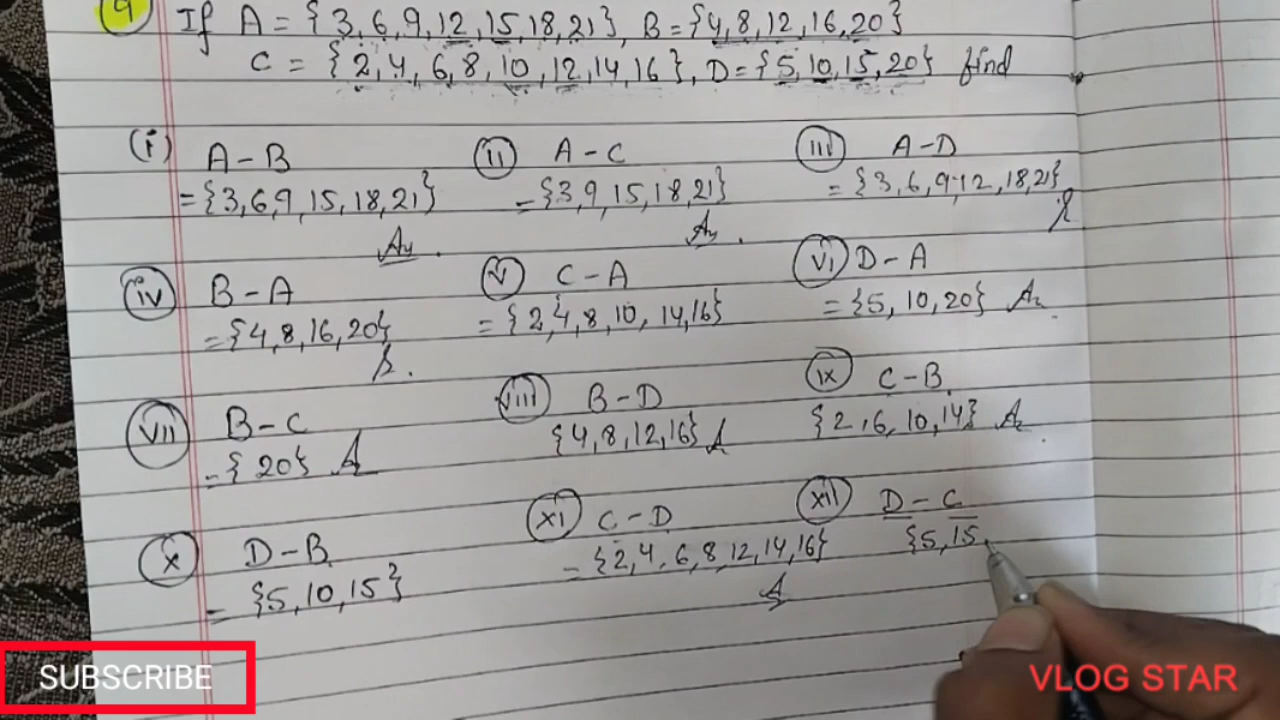 9 If A = {3,6,9,12,15,18,21}, B = {4,8,12,16,20}
C = {2,4,6,8,10,12,14,16}, D = {5,10,15,20} find
(i) A - B (ii) A - C (iii) A - D
= {3,6,9,15,18,21} = {3,9,15,18,21} = {3,6,9,12,18,21}
(iv) B - A (v) C - A (vi) D - A
= {4,8,16,20} = {2,4,8,10,14,16} = {5,10,20}
(vii) B - C (viii) B - D (ix) C - B
= {20} {4,8,12,16} {2,6,10,14}
(x) D - B (xi) C - D (xii) D - C
= {5,10,15} = {2,4,6,8,12,14,16} {5,15,
SUBSCRIBE
VLOG STAR